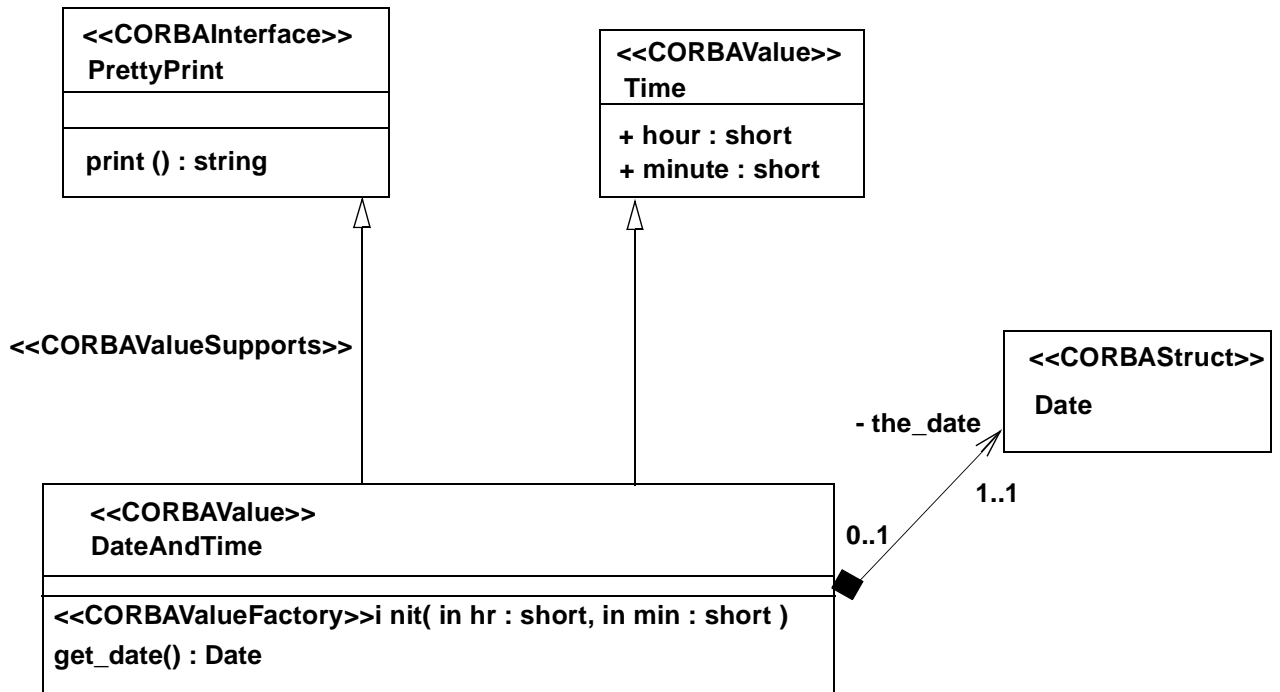 <<CORBAInterface>>
PrettyPrint
print () : string
<<CORBAValue>>
Time
+ hour : short
+ minute : short
<<CORBAValueSupports>>
<<CORBAStruct>>
Date
- the_date
1..1
0..1
<<CORBAValue>>
DateAndTime
<<CORBAValueFactory>>i nit( in hr : short, in min : short )
get_date() : Date